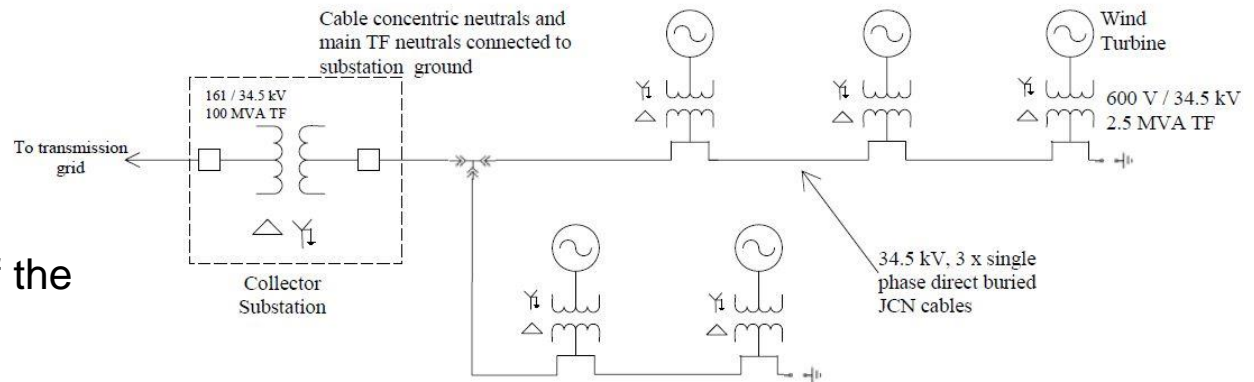 Cable concentric neutrals and
main TF neutrals connected to
substation ground
Wind
Turbine
161 / 34.5 kV
100 MVA TF
600 V / 34.5 kV
2.5 MVA TF
To transmission
grid
the
Collector
Substation
34.5 kV, 3 x single
phase direct buried
JCN cables